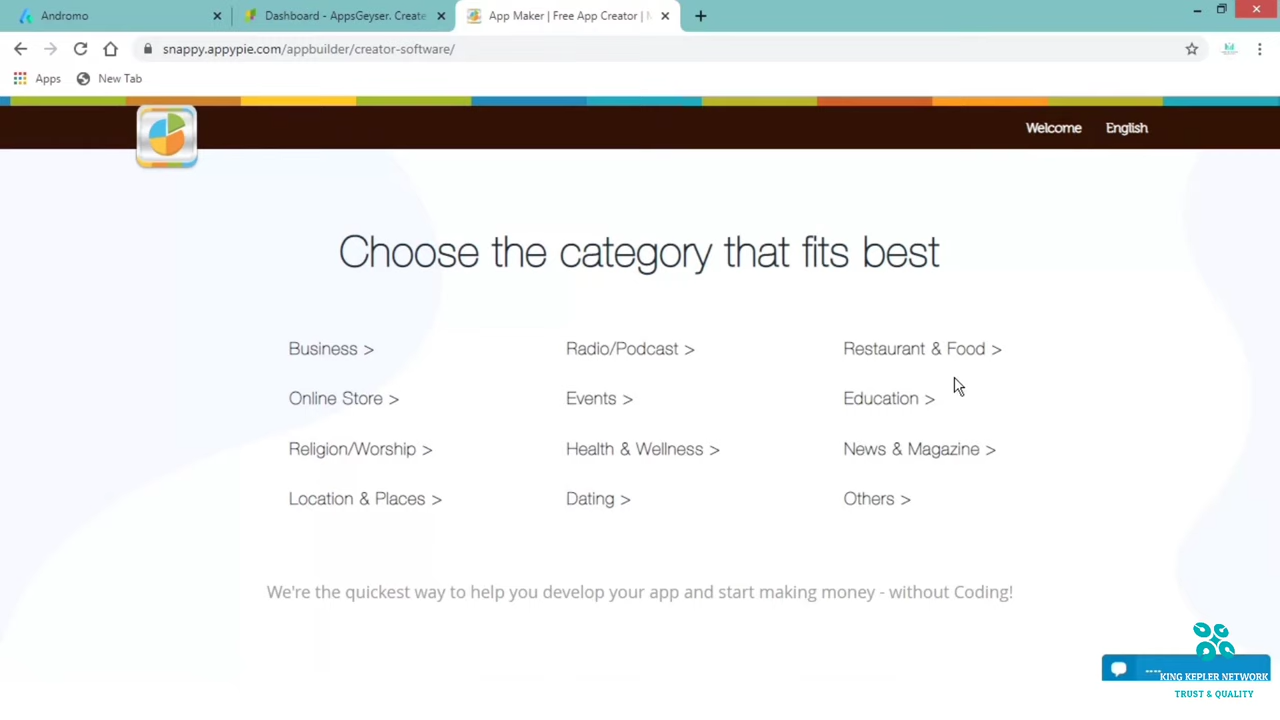 Andromo
Dashboard - AppsGeyser. Create
App Maker | Free App Creator |
snappy.appypie.com/appbuilder/creator-software/
Apps
New Tab
Welcome
English
Choose the category that fits best
Business >
Radio/Podcast >
Restaurant & Food >
Online Store >
Events >
Education >
Religion/Worship >
Health & Wellness >
News & Magazine >
Location & Places >
Dating >
Others >
We're the quickest way to help you develop your app and start making money - without Coding!
----
KING KEPLER NETWORK
TRUST & QUALITY